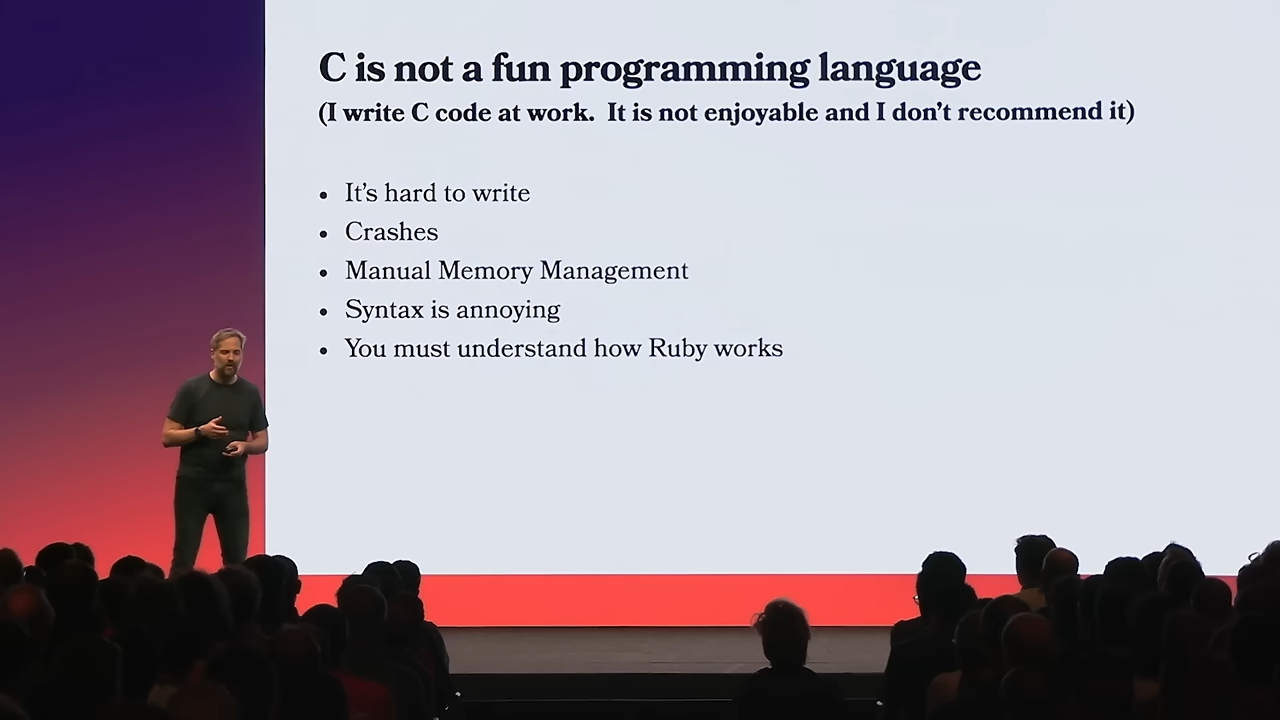 C is not a fun programming language
(I write C code at work.  It is not enjoyable and I don't recommend it)
• It's hard to write
• Crashes
• Manual Memory Management
• Syntax is annoying
• You must understand how Ruby works